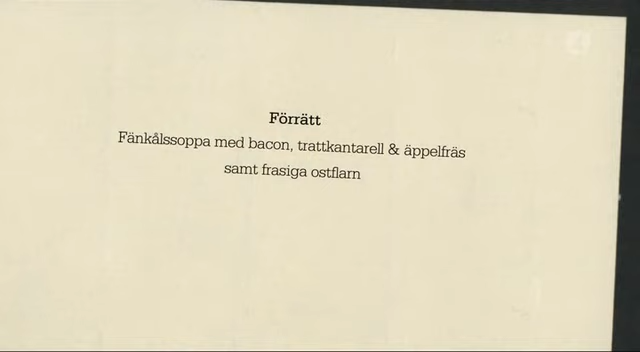 Förrätt
Fänkålssoppa med bacon, trattkantarell & äppelfräs
samt frasiga ostflarn